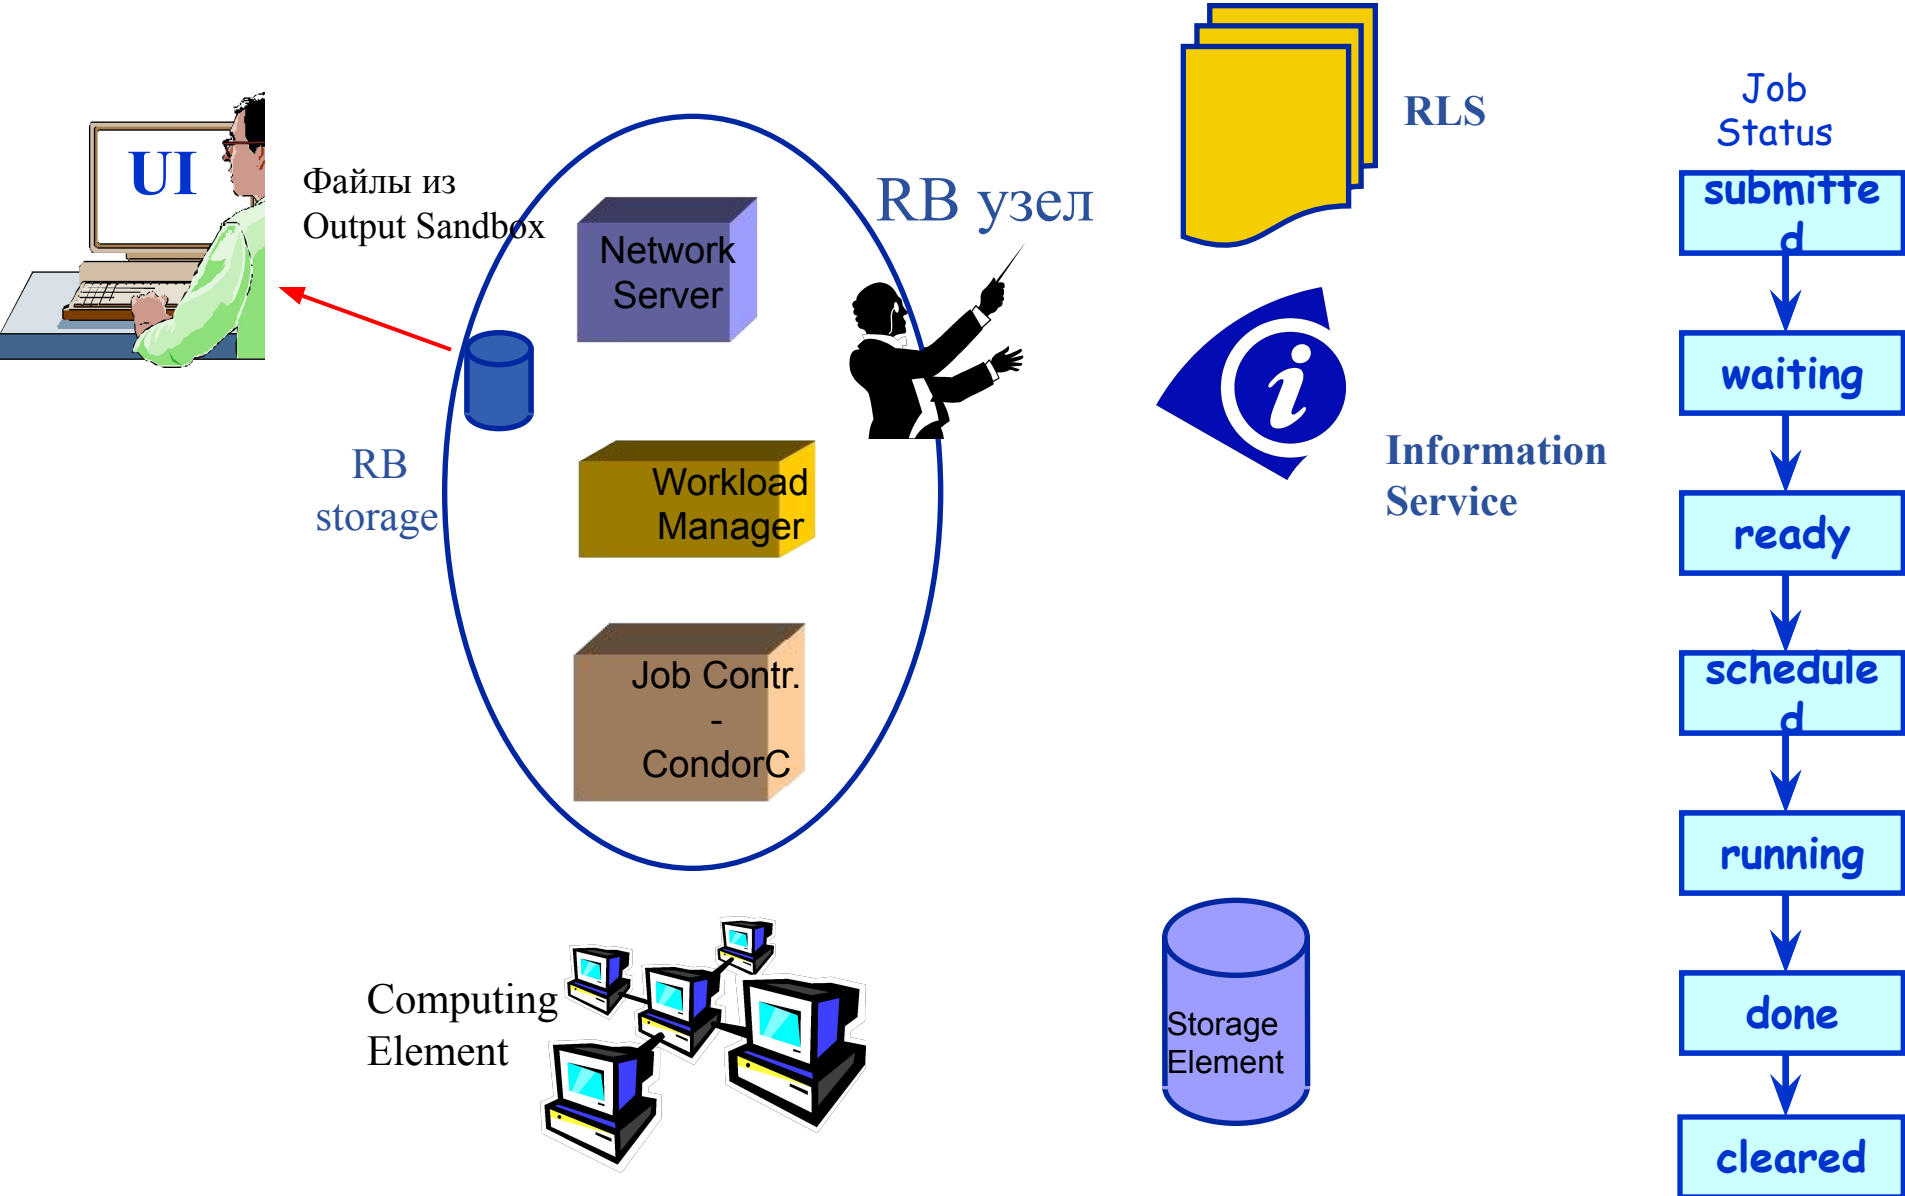 UI
Файлы из
Output Sandbox
RB узел
RLS
Network
Server
RB
storage
Workload
Manager
Information
Service
Job Contr.
-
CondorC
Computing
Element
Storage
Element
Job
Status
submitte
d
waiting
ready
schedule
d
running
done
cleared